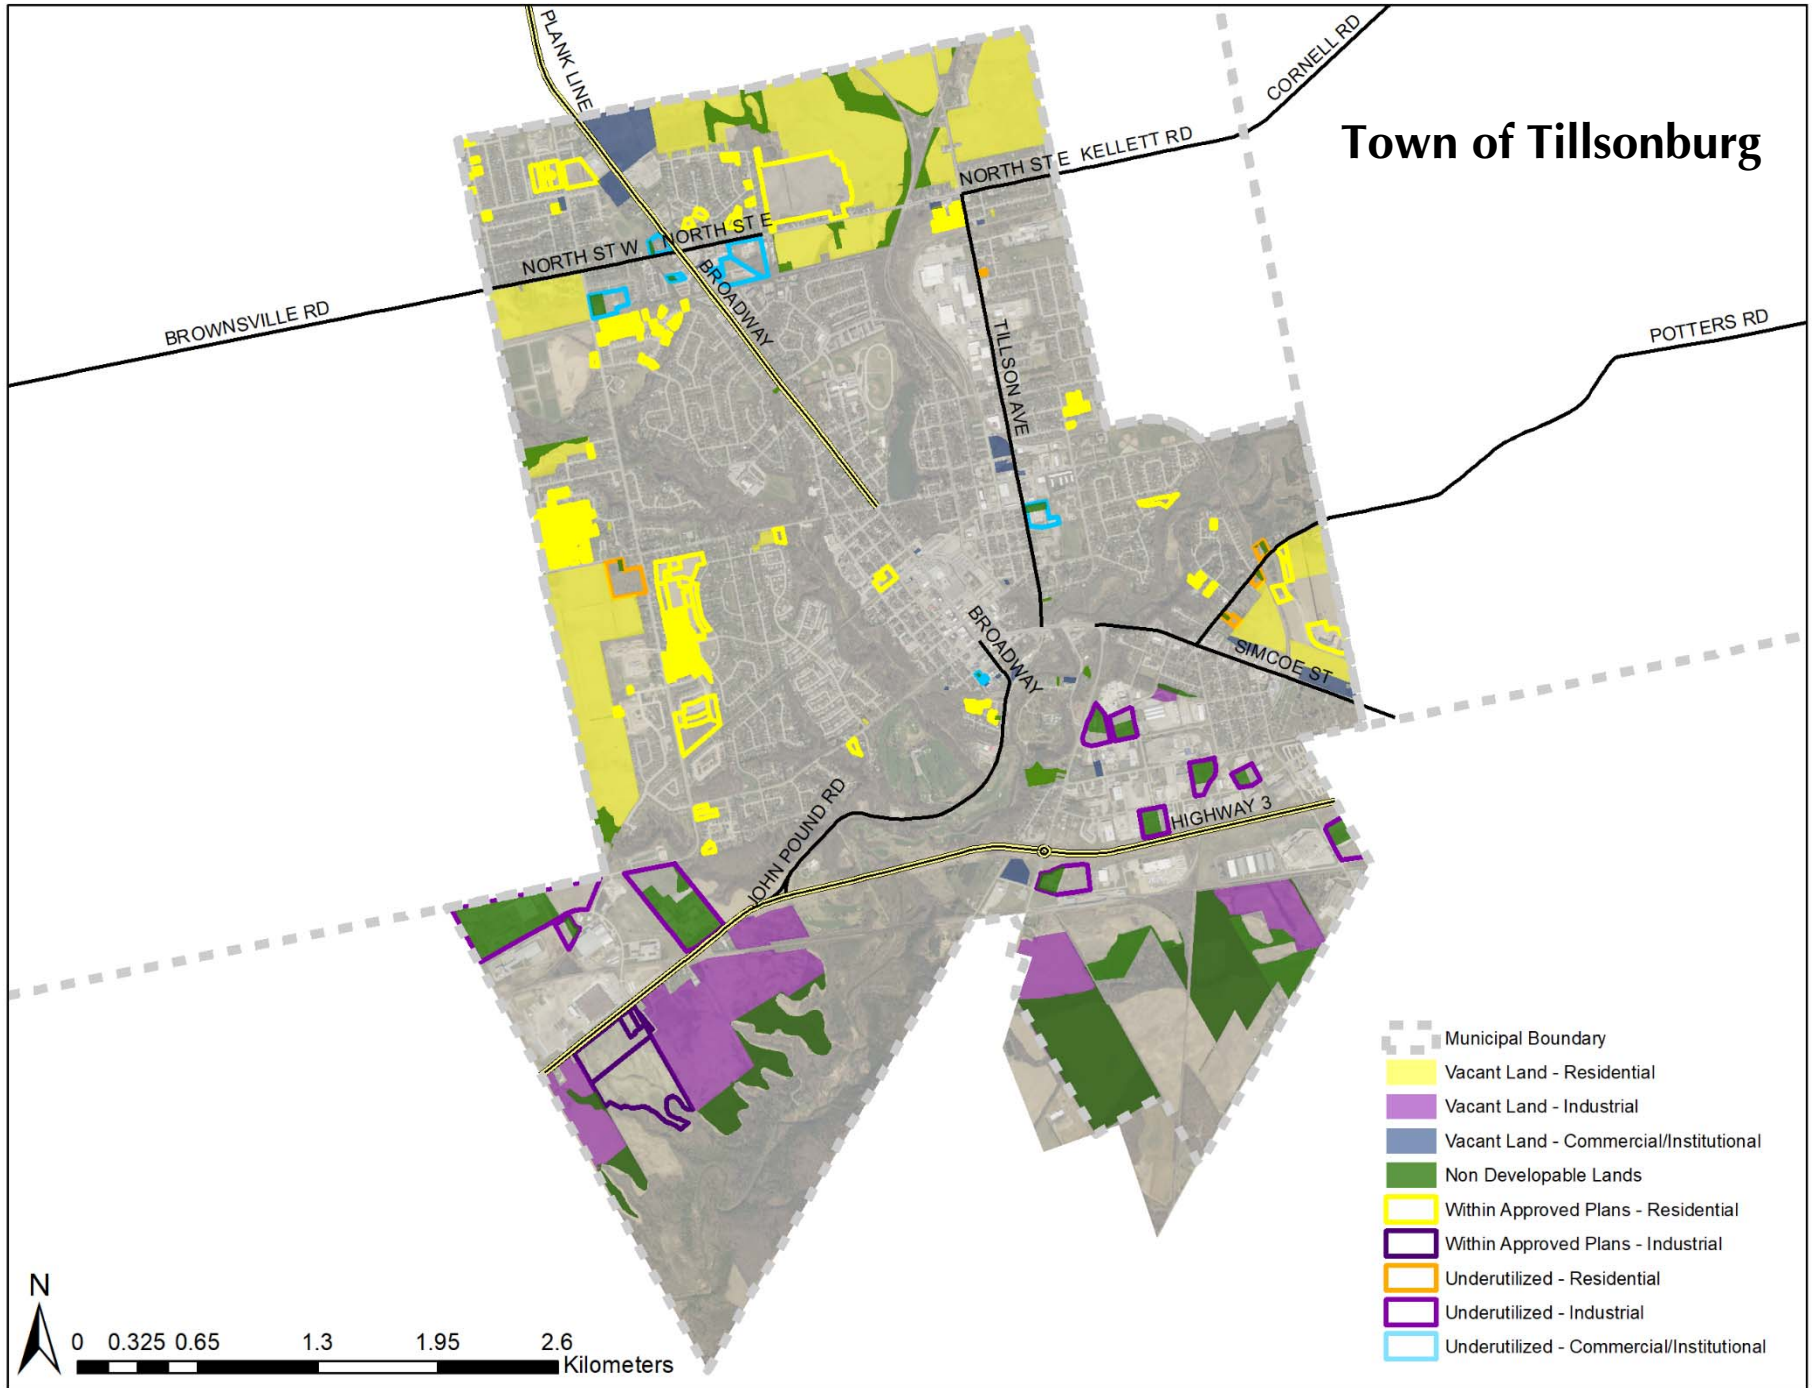 PLANK LINE
CORNELL RD
Town of Tillsonburg
NORTH ST E KELLETT RD
NORTH ST W
NORTH ST E
BROADWAY
BROWNSVILLE RD
TILLSON AVE
POTTERS RD
BROADWAY
SIMCOE ST
JOHN POUND RD
HIGHWAY 3
Municipal Boundary
Vacant Land - Residential
Vacant Land - Industrial
Vacant Land - Commercial/Institutional
Non Developable Lands
Within Approved Plans - Residential
Within Approved Plans - Industrial
Underutilized - Residential
Underutilized - Industrial
Underutilized - Commercial/Institutional
N
0 0.325 0.65 1.3 1.95 2.6
Kilometers